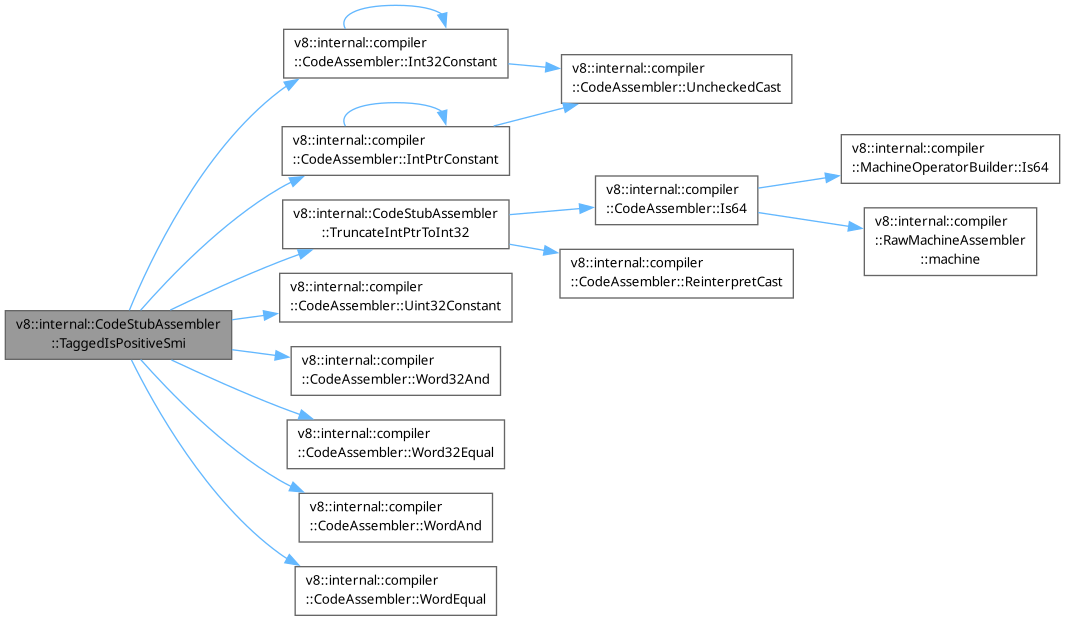 v8::internal::CodeStubAssembler
::TaggedIsPositiveSmi
v8::internal::compiler
::CodeAssembler::Int32Constant
v8::internal::compiler
::CodeAssembler::UncheckedCast
v8::internal::compiler
::CodeAssembler::IntPtrConstant
v8::internal::CodeStubAssembler
::TruncateIntPtrToInt32
v8::internal::compiler
::CodeAssembler::Is64
v8::internal::compiler
::MachineOperatorBuilder::Is64
v8::internal::compiler
::RawMachineAssembler
::machine
v8::internal::compiler
::CodeAssembler::ReinterpretCast
v8::internal::compiler
::CodeAssembler::Uint32Constant
v8::internal::compiler
::CodeAssembler::Word32And
v8::internal::compiler
::CodeAssembler::Word32Equal
v8::internal::compiler
::CodeAssembler::WordAnd
v8::internal::compiler
::CodeAssembler::WordEqual